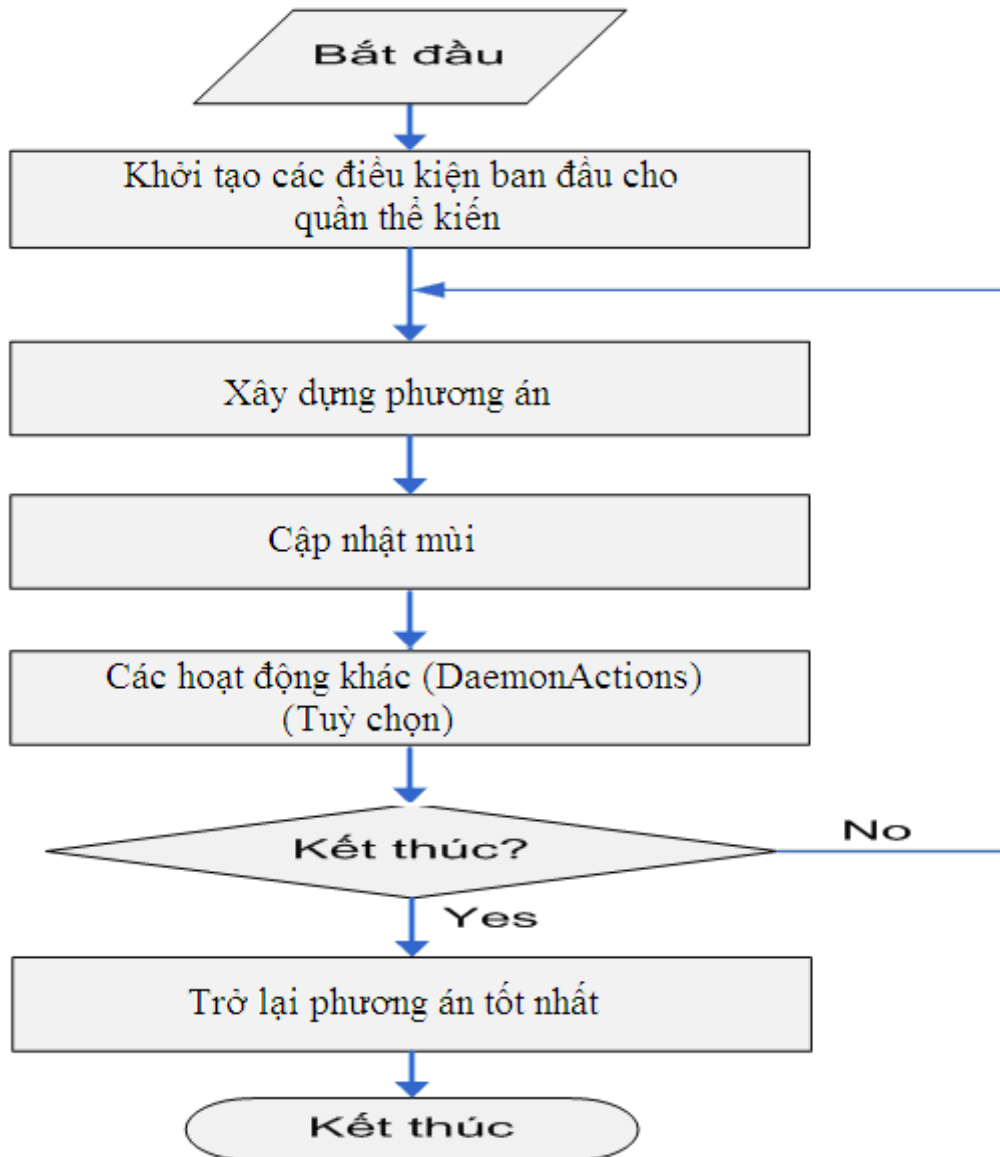 Bắt đầu
Khởi tạo các điều kiện ban đầu cho
quần thể kiến
Xây dựng phương án
Cập nhật mùi
Các hoạt động khác (DaemonActions)
(Tuỳ chọn)
Kết thúc?
No
Yes
Trở lại phương án tốt nhất
Kết thúc